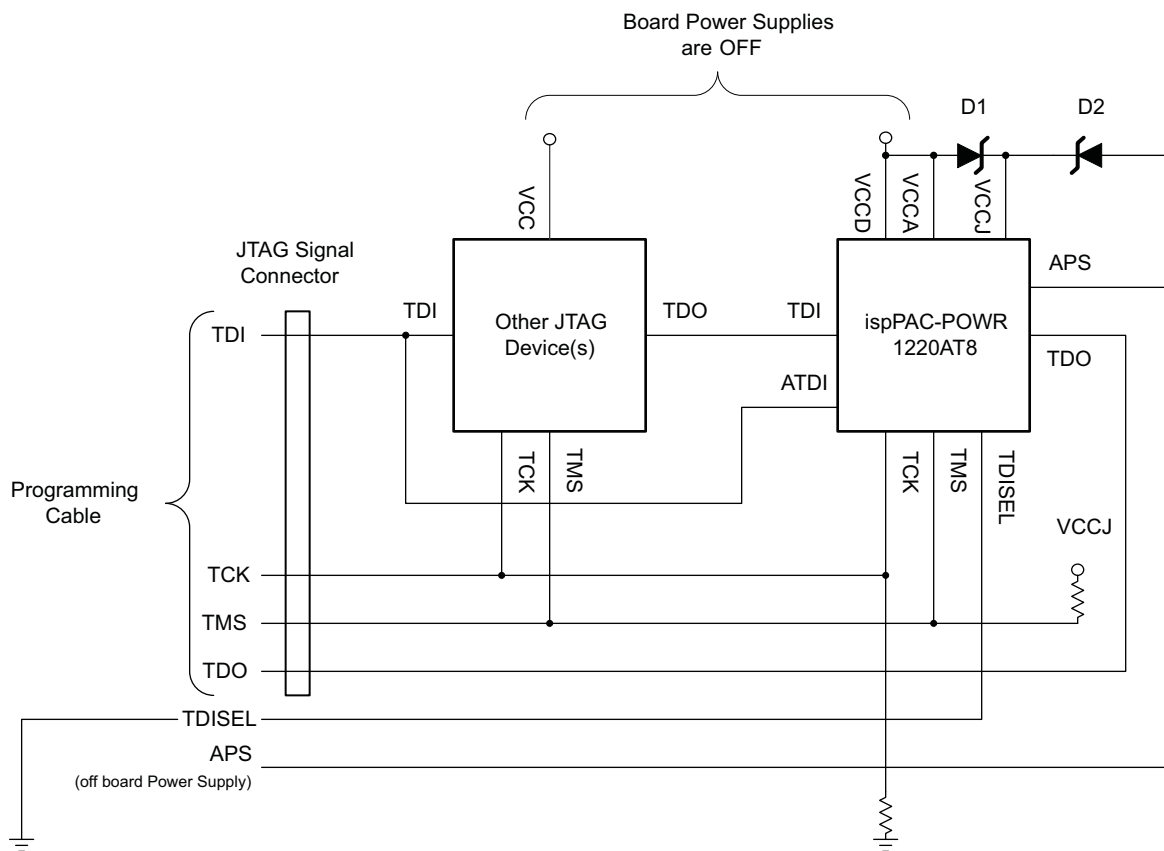 Board Power Supplies
are OFF
D1
D2
VCC
VCCD
VCCA
VCCJ
JTAG Signal
Connector
APS
TDI
TDI
Other JTAG
Device(s)
TDO
TDI
ispPAC-POWR
1220AT8
TDO
ATDI
TCK
TMS
TCK
TMS
TDISEL
Programming
Cable
VCCJ
TCK
TMS
TDO
TDISEL
APS
(off board Power Supply)